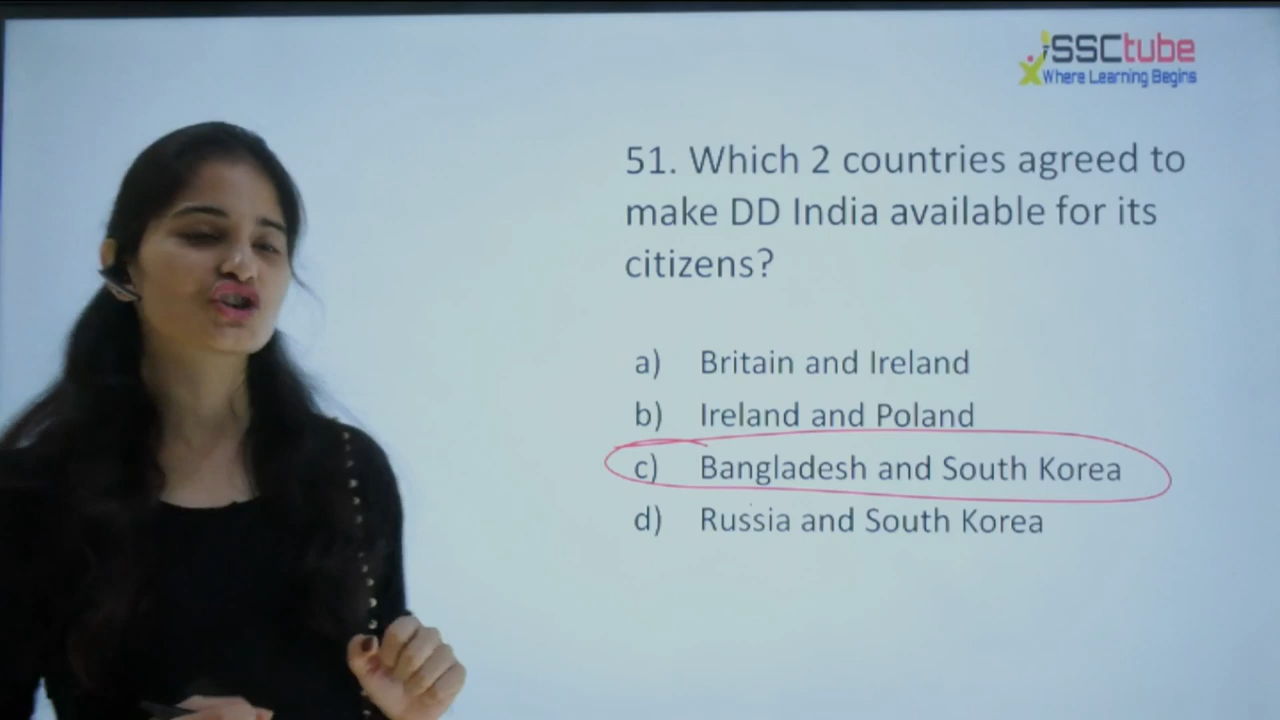 SSCtube
Where Learning Begins
51. Which 2 countries agreed to
make DD India available for its
citizens?
a) Britain and Ireland
b) Ireland and Poland
c) Bangladesh and South Korea
d) Russia and South Korea